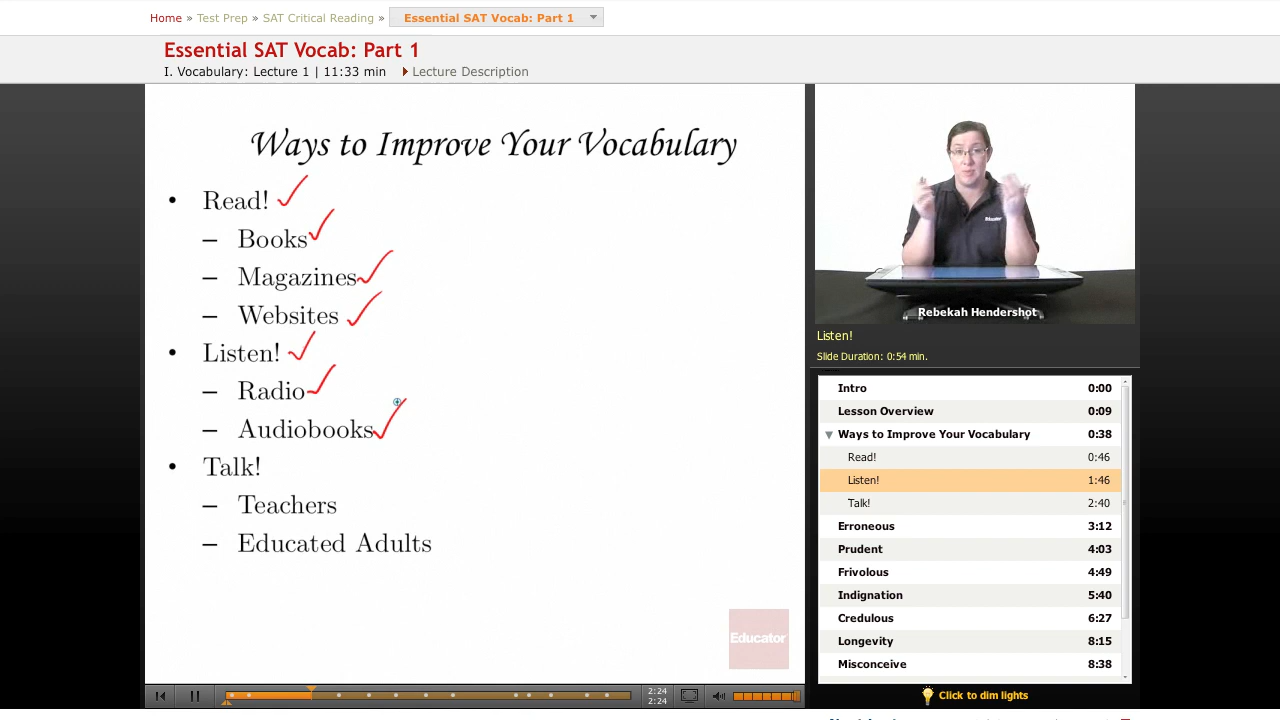 Home » Test Prep » SAT Critical Reading » Essential SAT Vocab: Part 1
Essential SAT Vocab: Part 1
I. Vocabulary: Lecture 1 | 11:33 min Lecture Description
Ways to Improve Your Vocabulary
• Read!
– Books
– Magazines
– Websites
• Listen!
– Radio
– Audiobooks
• Talk!
– Teachers
– Educated Adults
Educator
2:24
2:24
Educator
Rebekah Hendershot
Listen!
Slide Duration: 0:54 min.
Intro 0:00
Lesson Overview 0:09
Ways to Improve Your Vocabulary 0:38
Read! 0:46
Listen! 1:46
Talk! 2:40
Erroneous 3:12
Prudent 4:03
Frivolous 4:49
Indignation 5:40
Credulous 6:27
Longevity 8:15
Misconceive 8:38
Click to dim lights